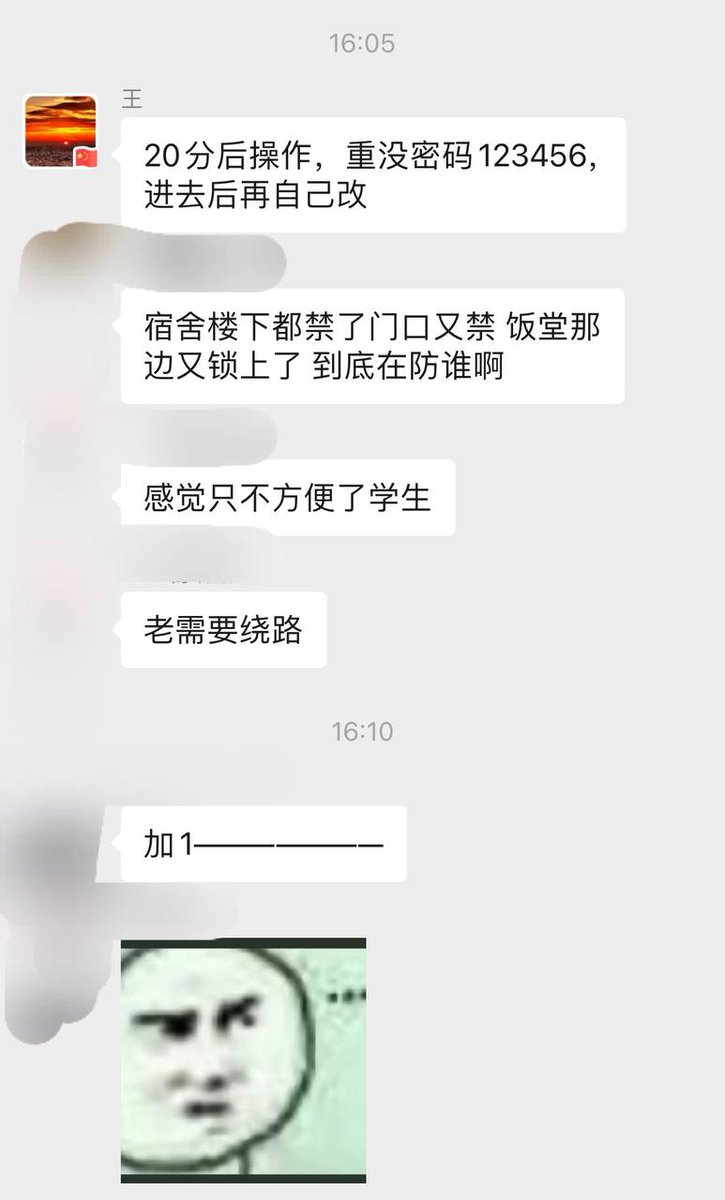 16:05
王
20分后操作，重没密码123456，
进去后再自己改
宿舍楼下都禁了门口又禁 饭堂那
边又锁上了 到底在防谁啊
感觉只不方便了学生
老需要绕路
16:10
加1——————